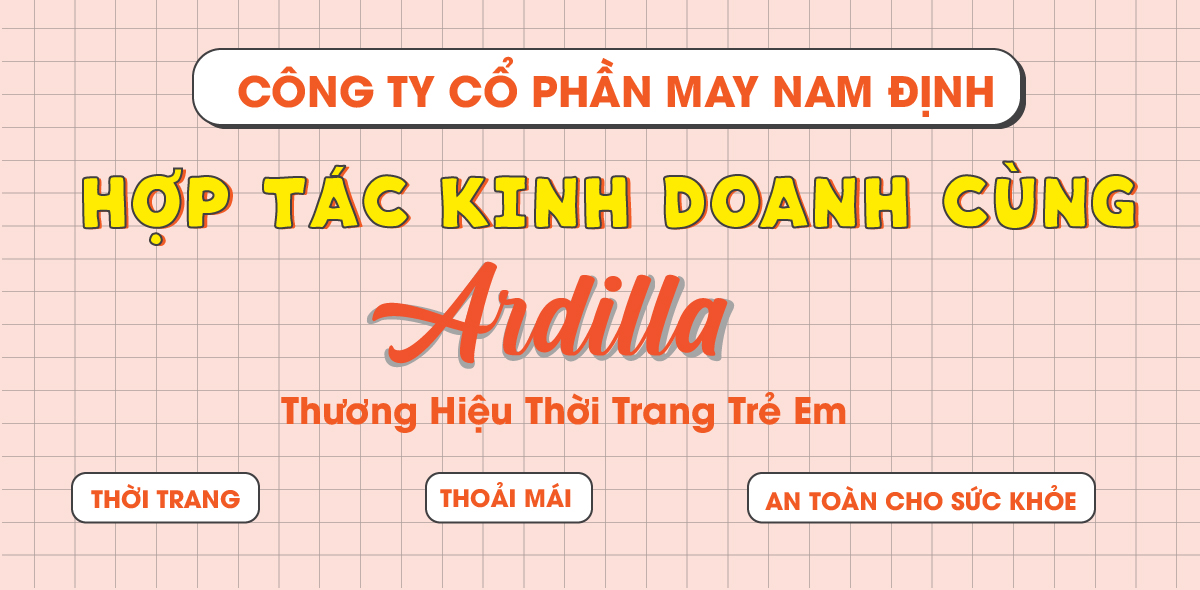 CÔNG TY CỔ PHẦN MAY NAM ĐỊNH
HỢP TÁC KINH DOANH CÙNG
Ardilla
Thương Hiệu Thời Trang Trẻ Em
THỜI TRANG
THOẢI MÁI
AN TOÀN CHO SỨC KHỎE